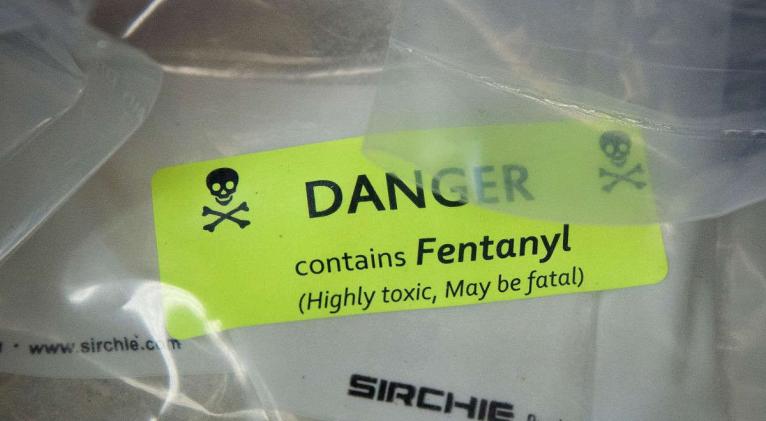 DANGER
contains Fentanyl
(Highly toxic, May be fatal)
www.sirchie.com
SIRCHIE